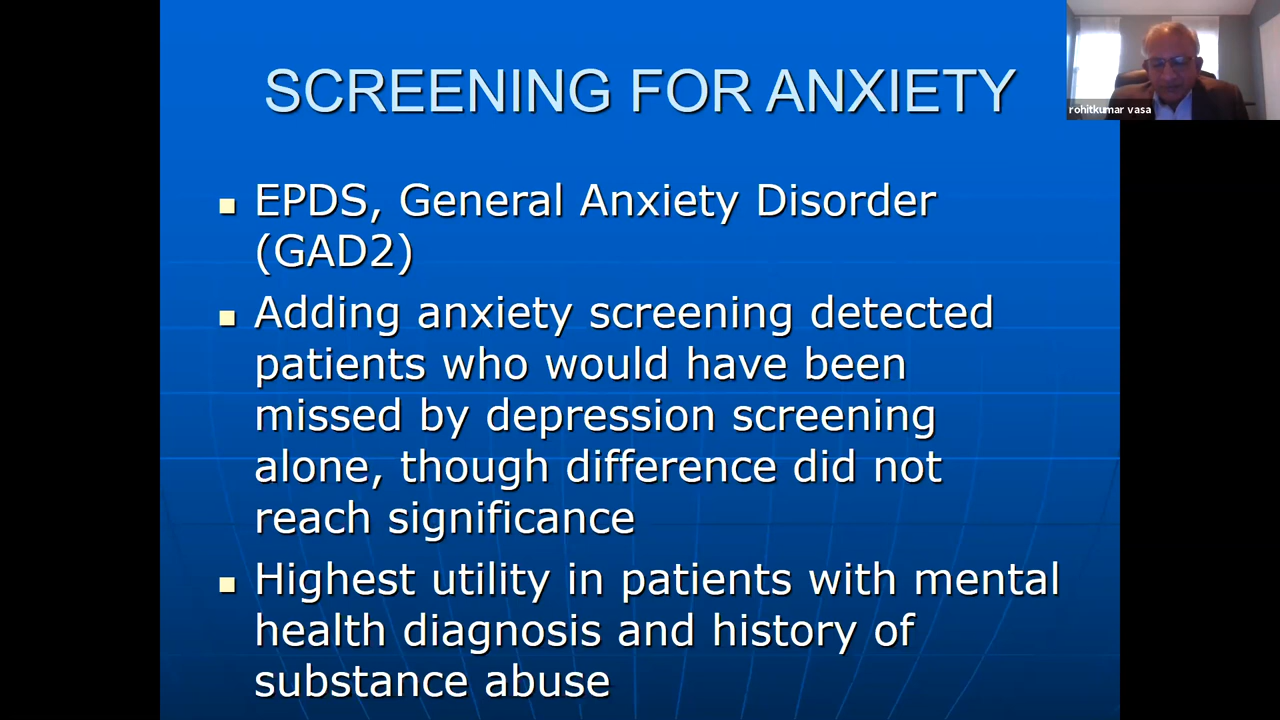 SCREENING FOR ANXIETY
rohitkumar vasa
EPDS, General Anxiety Disorder
(GAD2)
Adding anxiety screening detected
patients who would have been
missed by depression screening
alone, though difference did not
reach significance
Highest utility in patients with mental
health diagnosis and history of
substance abuse